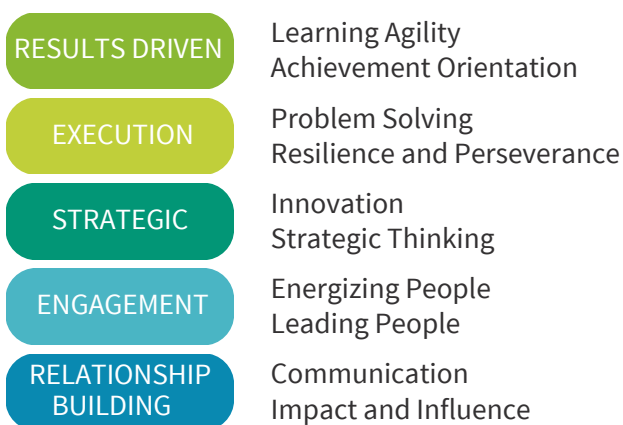 RESULTS DRIVEN
Learning Agility
Achievement Orientation
EXECUTION
Problem Solving
Resilience and Perseverance
STRATEGIC
Innovation
Strategic Thinking
ENGAGEMENT
Energizing People
Leading People
RELATIONSHIP
BUILDING
Communication
Impact and Influence